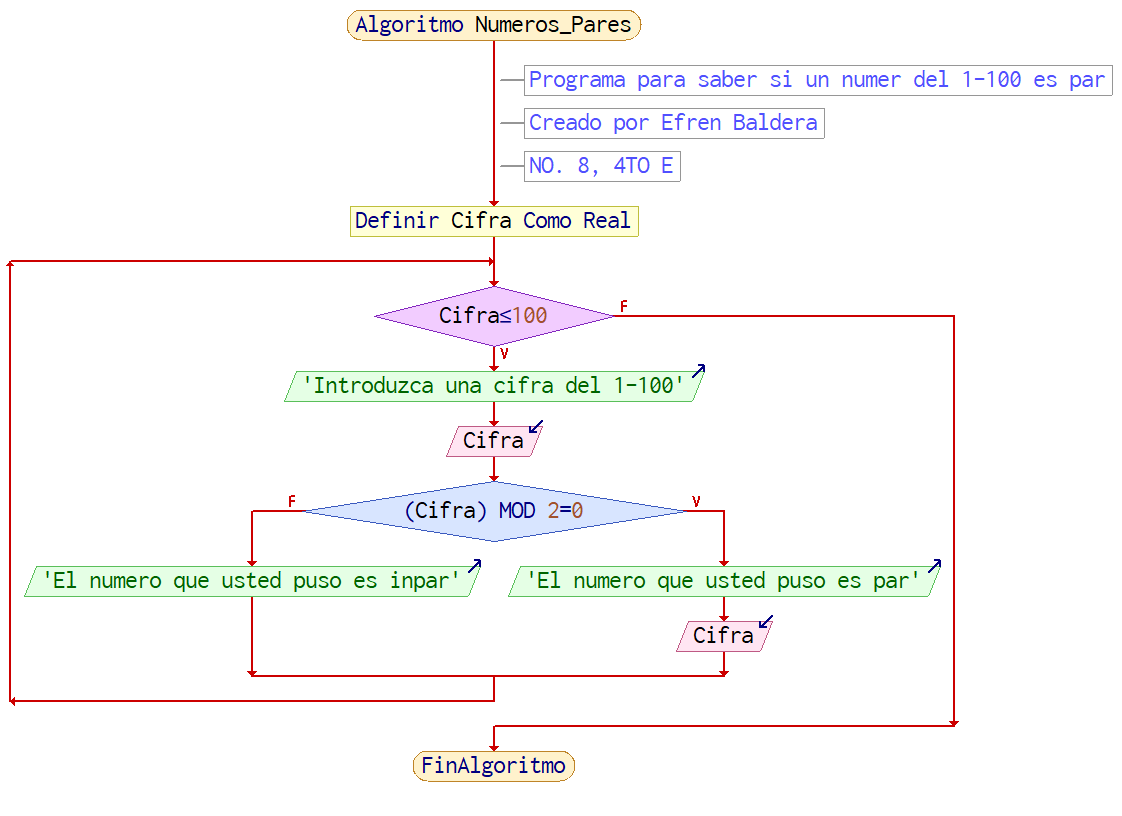 Algoritmo Numeros_Pares
Programa para saber si un numer del 1-100 es par
Creado por Efren Baldera
NO. 8, 4TO E
Definir Cifra Como Real
Cifra≤100
F
V
'Introduzca una cifra del 1-100'
Cifra
F
(Cifra) MOD 2=0
V
'El numero que usted puso es inpar'
'El numero que usted puso es par'
Cifra
FinAlgoritmo